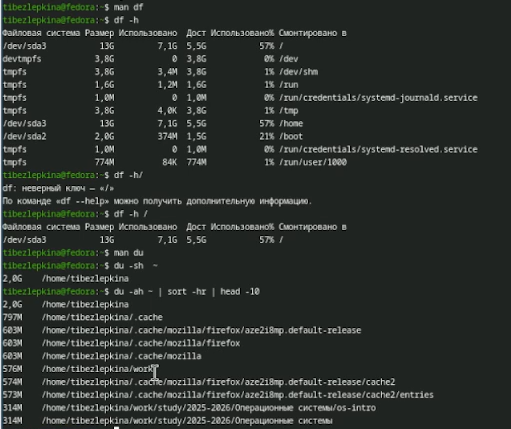 tibezlepkina@fedora:~$ man df
tibezlepkina@fedora:~$ df -h
Файловая система Размер Использовано Дост Использовано% Смонтировано в
/dev/sda3 13G 7,1G 5,5G 57% /
devtmpfs 3,8G 0 3,8G 0% /dev
tmpfs 3,8G 3,4M 3,8G 1% /dev/shm
tmpfs 1,6G 1,2M 1,6G 1% /run
tmpfs 1,0M 0 1,0M 0% /run/credentials/systemd-journald.service
tmpfs 3,8G 4,0K 3,8G 1% /tmp
/dev/sda3 13G 7,1G 5,5G 57% /home
/dev/sda2 2,0G 374M 1,5G 21% /boot
tmpfs 1,0M 0 1,0M 0% /run/credentials/systemd-resolved.service
tmpfs 774M 84K 774M 1% /run/user/1000
tibezlepkina@fedora:~$ df -h/
df: неверный ключ — «/»
По команде «df --help» можно получить дополнительную информацию.
tibezlepkina@fedora:~$ df -h /
Файловая система Размер Использовано Дост Использовано% Смонтировано в
/dev/sda3 13G 7,1G 5,5G 57% /
tibezlepkina@fedora:~$ man du
tibezlepkina@fedora:~$ du -sh ~
2,0G /home/tibezlepkina
tibezlepkina@fedora:~$ du -ah ~ | sort -hr | head -10
2,0G /home/tibezlepkina
797M /home/tibezlepkina/.cache
603M /home/tibezlepkina/.cache/mozilla/firefox/aze2i8mp.default-release
603M /home/tibezlepkina/.cache/mozilla/firefox
603M /home/tibezlepkina/.cache/mozilla
576M /home/tibezlepkina/work
574M /home/tibezlepkina/.cache/mozilla/firefox/aze2i8mp.default-release/cache2
573M /home/tibezlepkina/.cache/mozilla/firefox/aze2i8mp.default-release/cache2/entries
314M /home/tibezlepkina/work/study/2025-2026/Операционные системы/os-intro
314M /home/tibezlepkina/work/study/2025-2026/Операционные системы